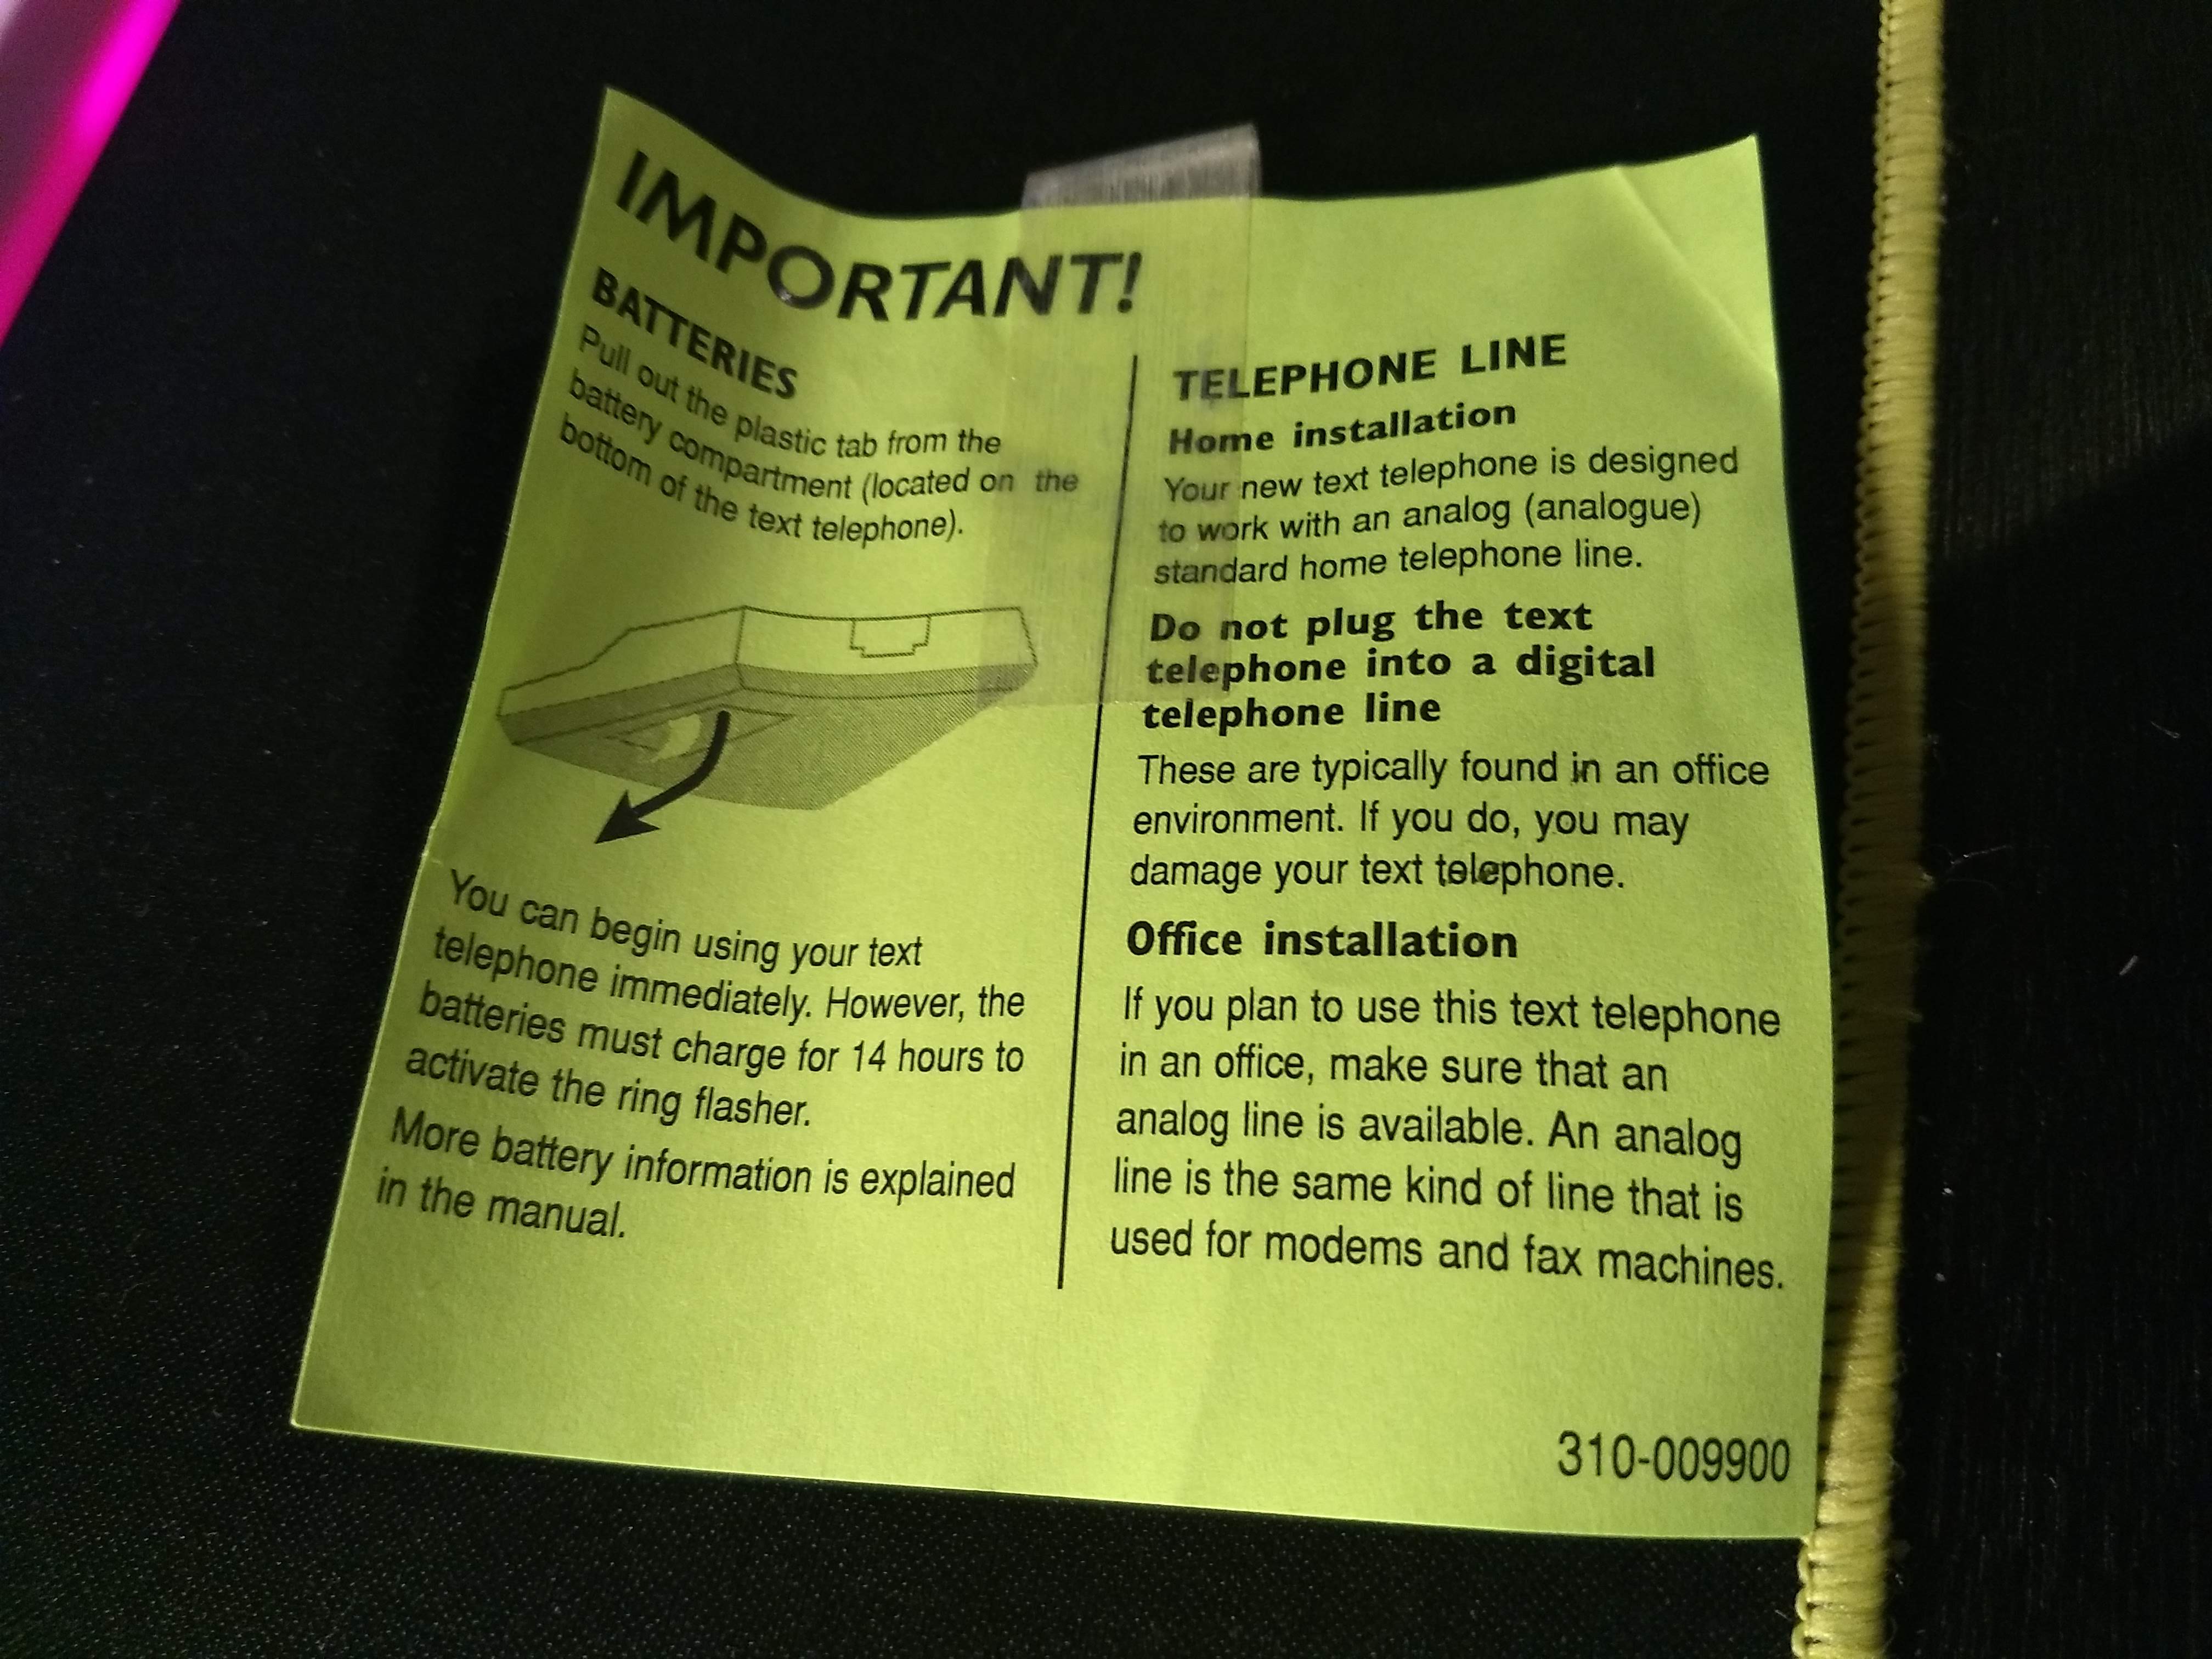 IMPORTANT!
BATTERIES
Pull out the plastic tab from the
battery compartment (located on the
bottom of the text telephone).
You can begin using your text
telephone immediately. However, the
batteries must charge for 14 hours to
activate the ring flasher.
More battery information is explained
in the manual.
TELEPHONE LINE
Home installation
Your new text telephone is designed
to work with an analog (analogue)
standard home telephone line.
Do not plug the text
telephone into a digital
telephone line
These are typically found in an office
environment. If you do, you may
damage your text telephone.
Office installation
If you plan to use this text telephone
in an office, make sure that an
analog line is available. An analog
line is the same kind of line that is
used for modems and fax machines.
310-009900